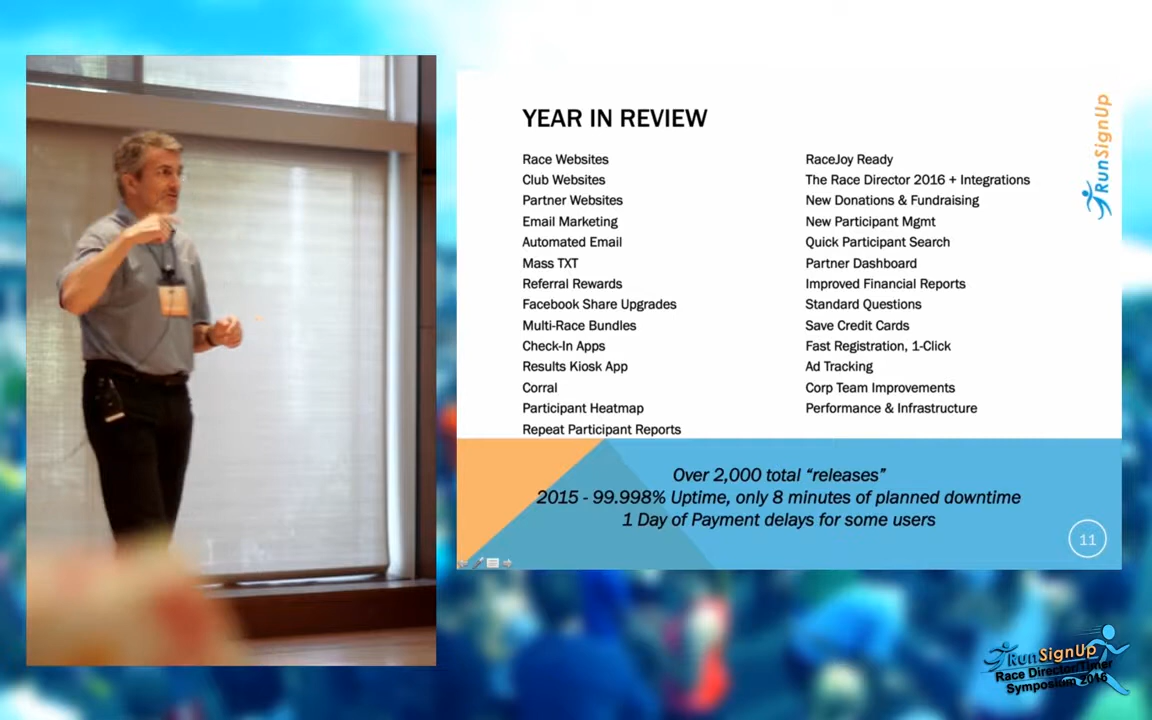 YEAR IN REVIEW
Race Websites
Club Websites
Partner Websites
Email Marketing
Automated Email
Mass TXT
Referral Rewards
Facebook Share Upgrades
Multi-Race Bundles
Check-In Apps
Results Kiosk App
Corral
Participant Heatmap
Repeat Participant Reports
RaceJoy Ready
The Race Director 2016 + Integrations
New Donations & Fundraising
New Participant Mgmt
Quick Participant Search
Partner Dashboard
Improved Financial Reports
Standard Questions
Save Credit Cards
Fast Registration, 1-Click
Ad Tracking
Corp Team Improvements
Performance & Infrastructure
RunSignUp
Over 2,000 total “releases”
2015 - 99.998% Uptime, only 8 minutes of planned downtime
1 Day of Payment delays for some users
11
RunSignUp
Race Director/Timer
Symposium 2016